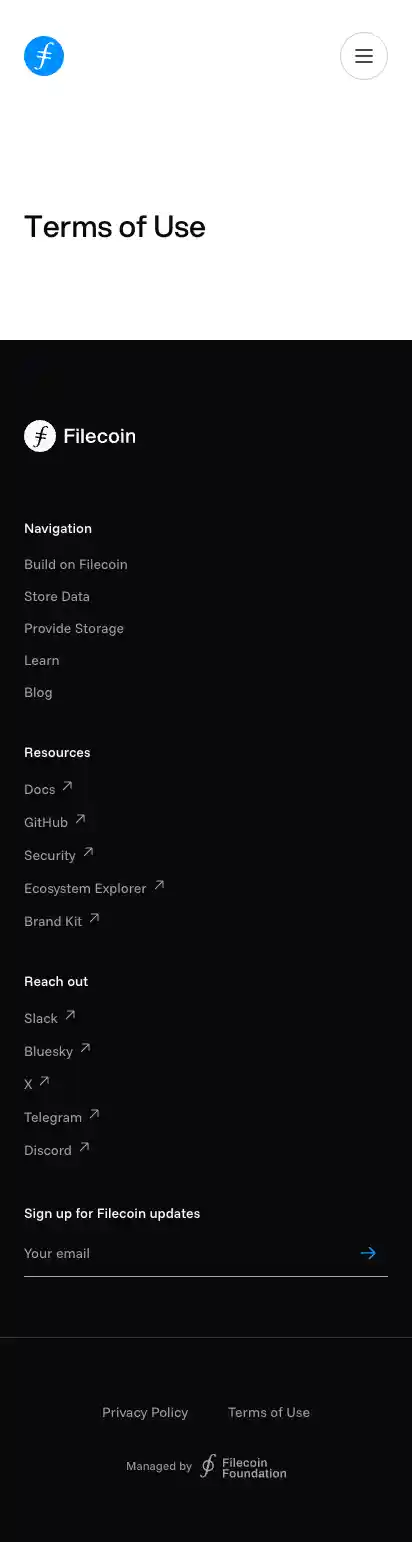 Terms of Use
Filecoin
Navigation
Build on Filecoin
Store Data
Provide Storage
Learn
Blog
Resources
Docs
GitHub
Security
Ecosystem Explorer
Brand Kit
Reach out
Slack
Bluesky
X
Telegram
Discord
Sign up for Filecoin updates
Your email
Privacy Policy Terms of Use
Managed by Filecoin
Foundation